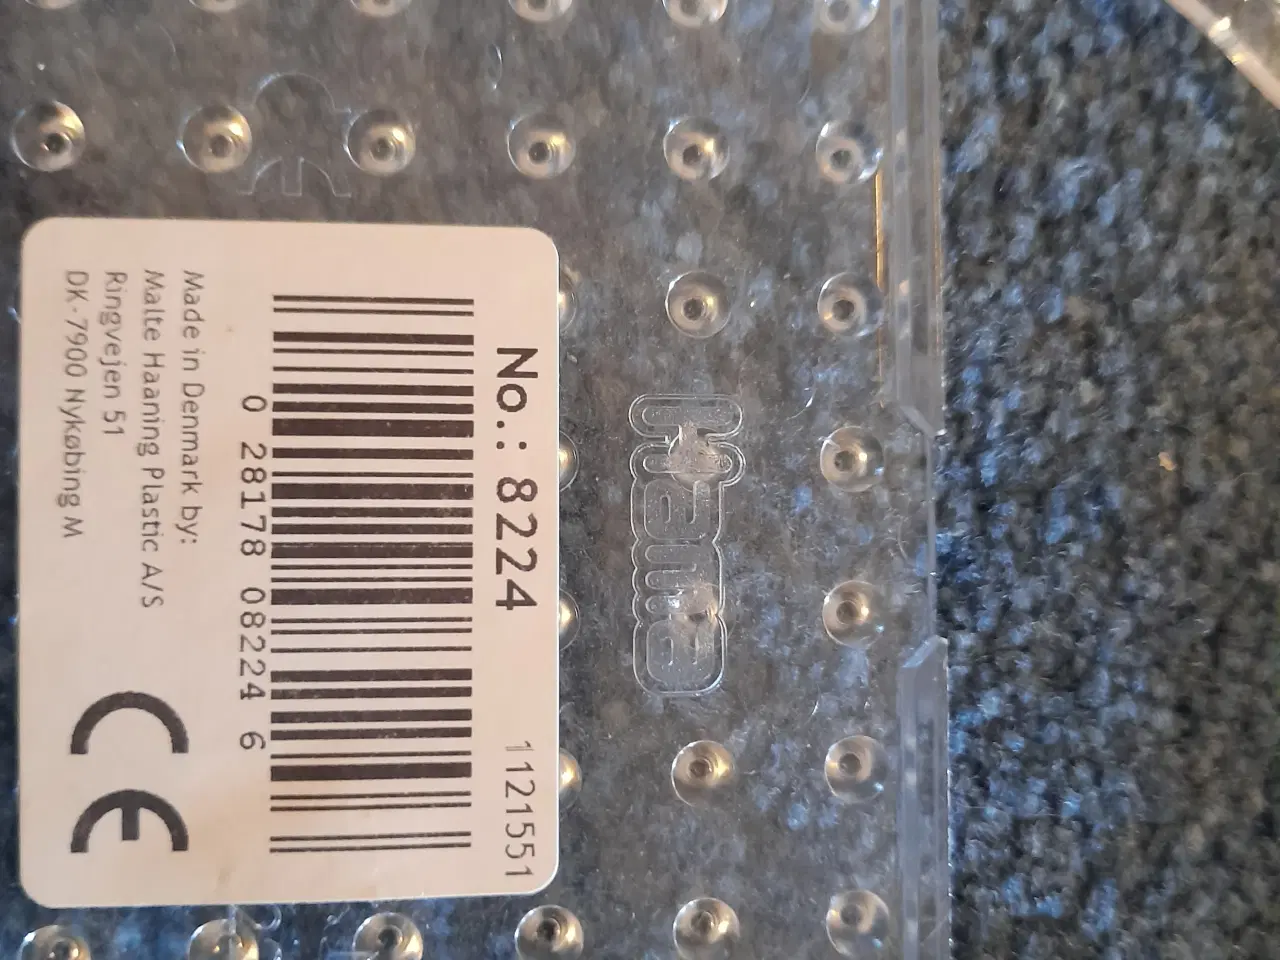 No.: 8224
1121551
0 28178 08224 6
Made in Denmark by:
Malte Haaning Plastic A/S
Ringvejen 51
DK-7900 Nykøbing M
CE
Hama
CE